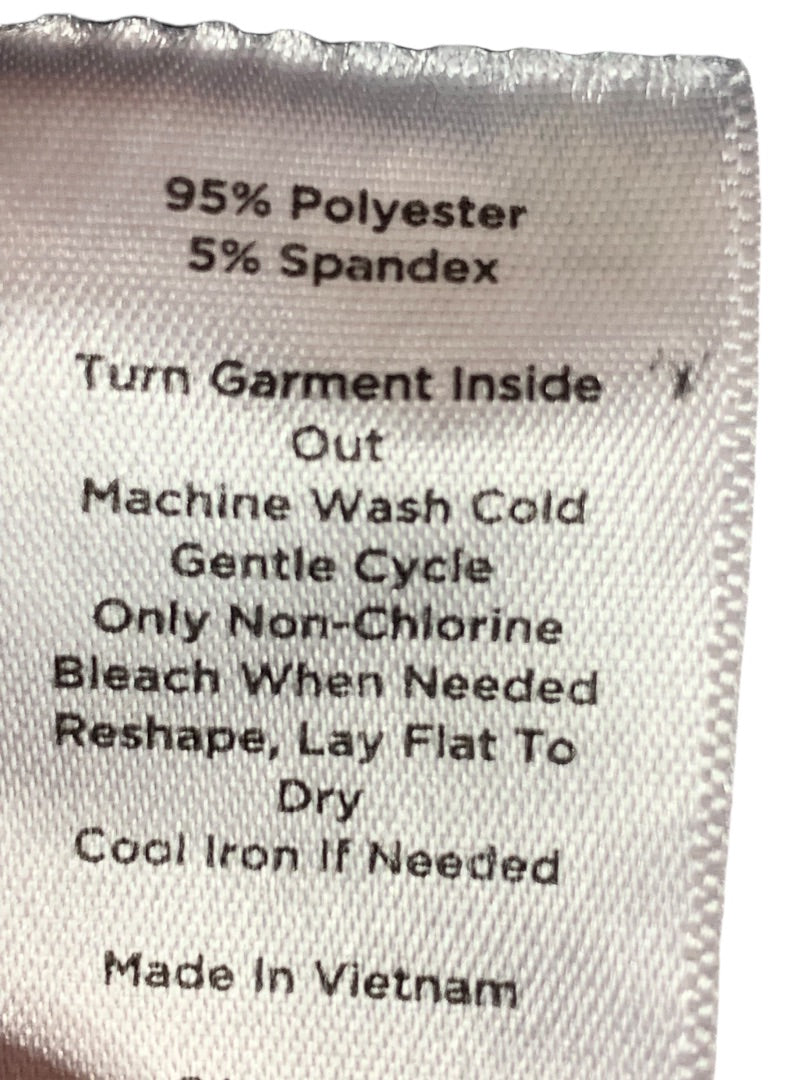 95% Polyester
5% Spandex
Turn Garment Inside
Out
Machine Wash Cold
Gentle Cycle
Only Non-Chlorine
Bleach When Needed
Reshape, Lay Flat To
Dry
Cool Iron If Needed
Made In Vietnam